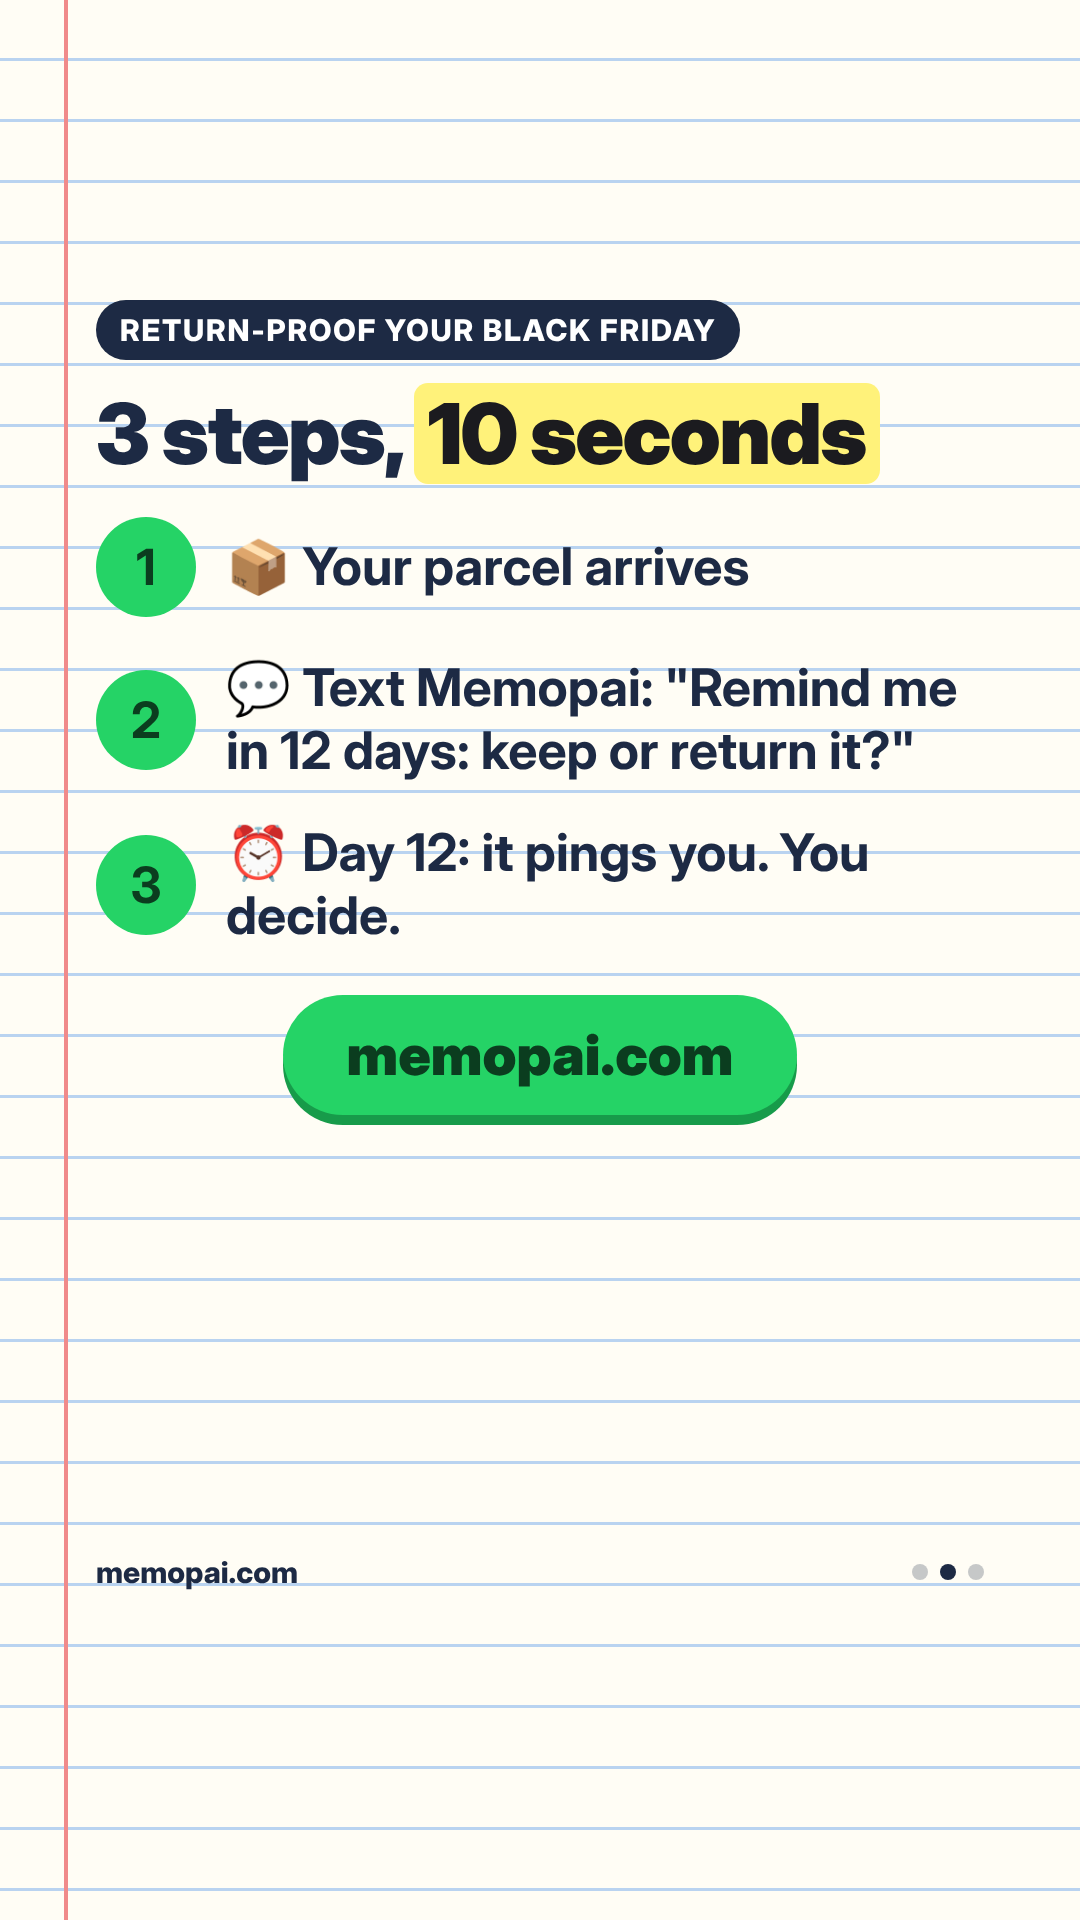 RETURN-PROOF YOUR BLACK FRIDAY
3 steps, 10 seconds
1
📦 Your parcel arrives
2
💬 Text Memopai: "Remind me
in 12 days: keep or return it?"
3
⏰ Day 12: it pings you. You
decide.
memopai.com
memopai.com